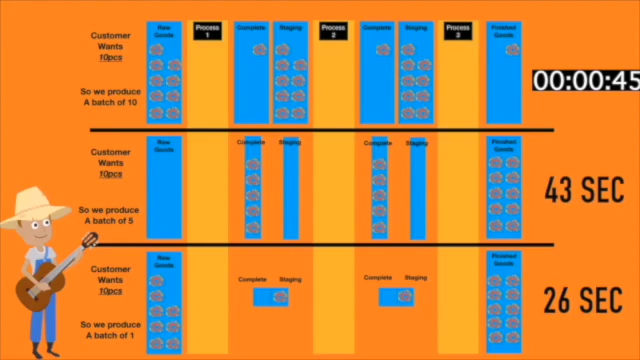 Customer
Wants
10pcs
So we produce
A batch of 10
Raw
Goods
Process
1
Complete
Staging
Process
2
Complete
Staging
Process
3
Finished
Goods
00:00:45
Customer
Wants
10pcs
So we produce
A batch of 5
Raw
Goods
Complete
Staging
Complete
Staging
Finished
Goods
43 SEC
Customer
Wants
10pcs
So we produce
A batch of 1
Raw
Goods
Complete
Staging
Complete
Staging
Finished
Goods
26 SEC